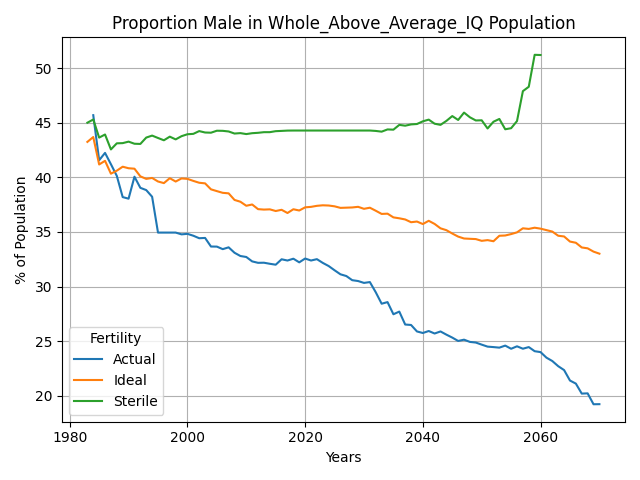 Proportion Male in Whole_Above_Average_IQ Population
% of Population
50
45
40
35
30
25
20
Fertility
Actual
Ideal
Sterile
1980
2000
2020
2040
2060
Years